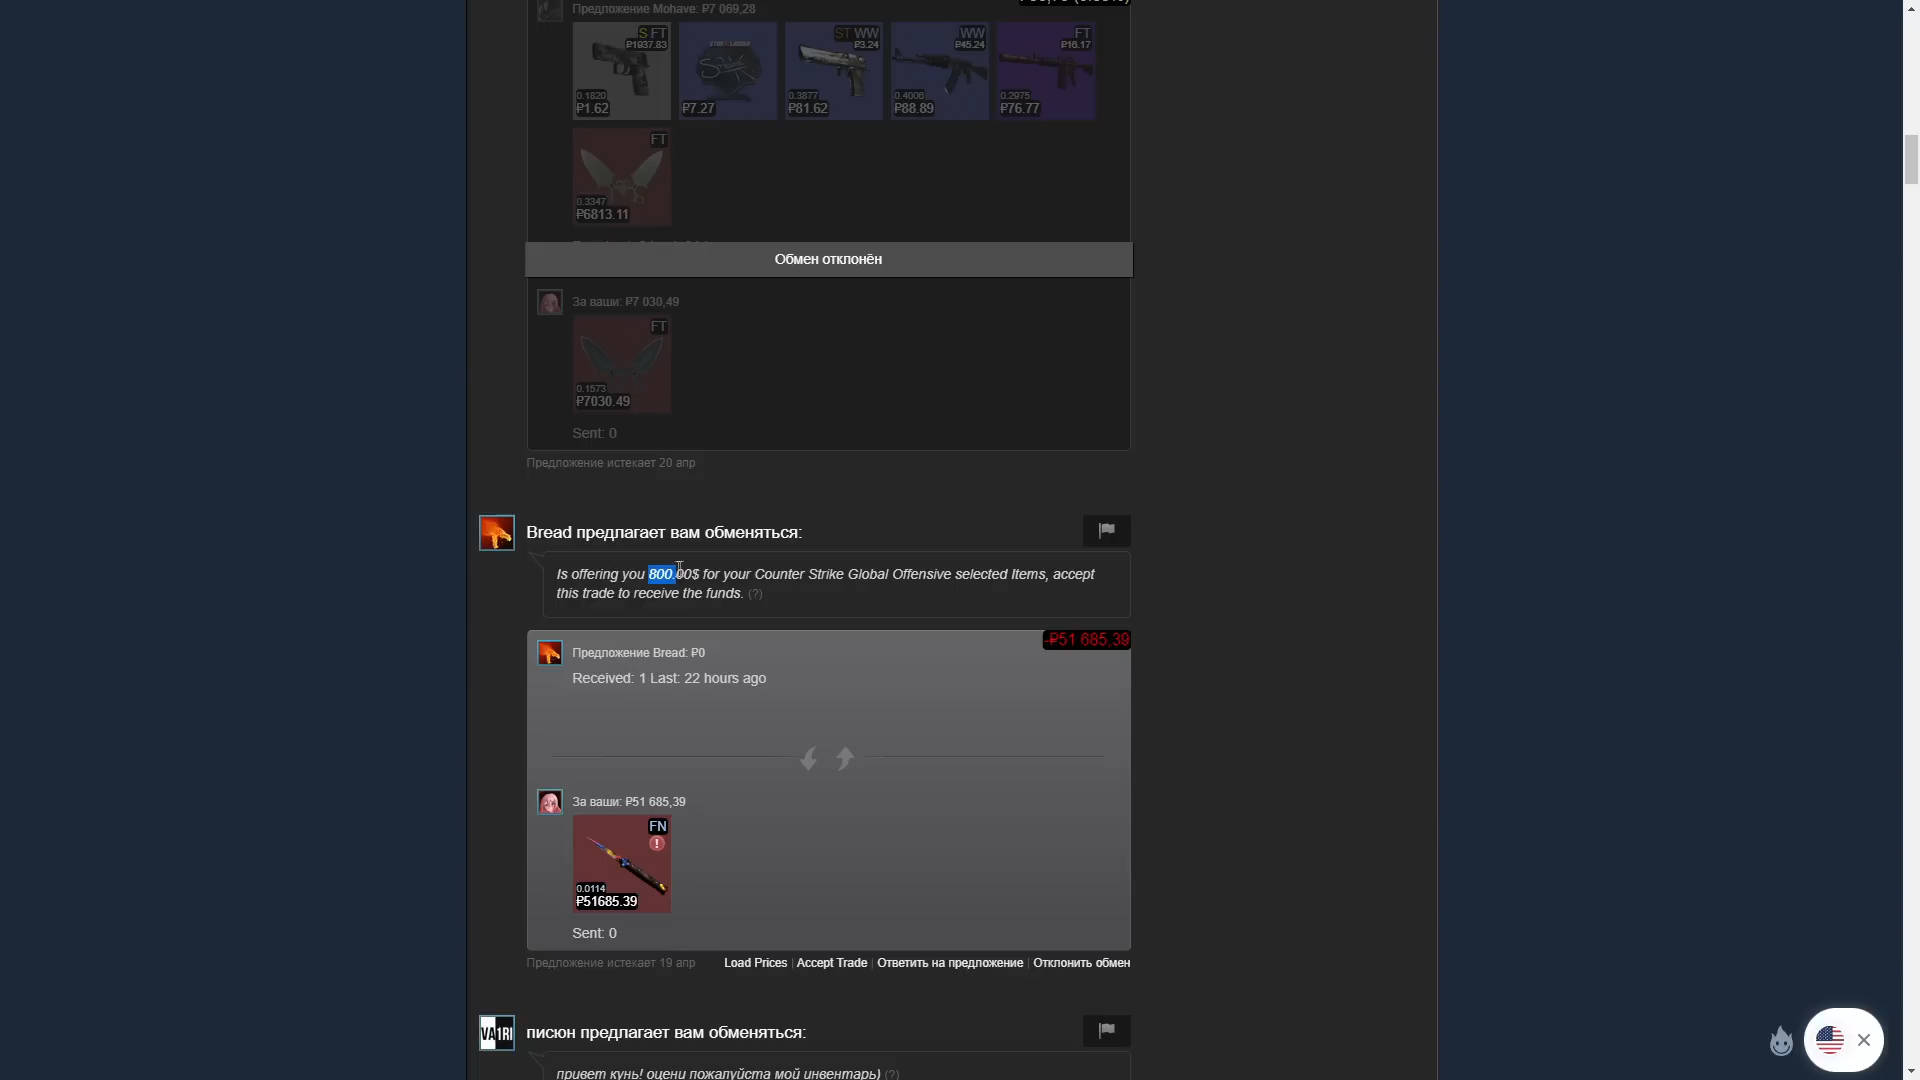 Предложение Mohave: ₽7 069,28
S FT
₽1937.83
0.1820
₽1.62
₽7.27
ST WW
₽3.24
0.3877
₽81.62
WW
₽45.24
0.4006
₽88.89
FT
₽16.17
0.2975
₽76.77
FT
0.3347
₽6813.11
Обмен отклонён
За ваши: ₽7 030,49
FT
0.1573
₽7030.49
Sent: 0
Предложение истекает 20 апр
Bread предлагает вам обменяться:
Is offering you 800.00$ for your Counter Strike Global Offensive selected Items, accept
this trade to receive the funds. (?)
-₽51 685,39
Предложение Bread: ₽0
Received: 1 Last: 22 hours ago
За ваши: ₽51 685,39
FN
0.0114
₽51685.39
Sent: 0
Предложение истекает 19 апр
Load Prices | Accept Trade | Ответить на предложение | Отклонить обмен
VA1RI
писюн предлагает вам обменяться:
привет кунь! оцени пожалуйста мой инвентарь) (?)